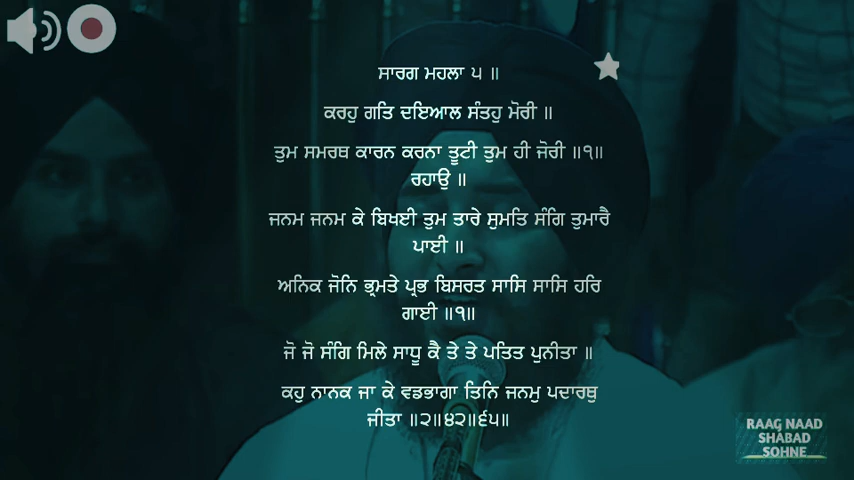 ਸਾਰਗ ਮਹਲਾ ੫ ॥
ਕਰਹੁ ਗਤਿ ਦਇਆਲ ਸੰਤਹੁ ਮੋਰੀ ॥
ਤੁਮ ਸਮਰਥ ਕਾਰਨ ਕਰਨਾ ਤੂਟੀ ਤੁਮ ਹੀ ਜੋਰੀ ॥੧॥
ਰਹਾਉ ॥
ਜਨਮ ਜਨਮ ਕੇ ਬਿਖਈ ਤੁਮ ਤਾਰੇ ਸੁਮਤਿ ਸੰਗਿ ਤੁਮਾਰੈ
ਪਾਈ ॥
ਅਨਿਕ ਜੋਨਿ ਭ੍ਰਮਤੇ ਪ੍ਰਭ ਬਿਸਰਤ ਸਾਸਿ ਸਾਸਿ ਹਰਿ
ਗਾਈ ॥੧॥
ਜੋ ਜੋ ਸੰਗਿ ਮਿਲੇ ਸਾਧੂ ਕੈ ਤੇ ਤੇ ਪਤਿਤ ਪੁਨੀਤਾ ॥
ਕਹੁ ਨਾਨਕ ਜਾ ਕੇ ਵਡਭਾਗਾ ਤਿਨਿ ਜਨਮੁ ਪਦਾਰਥੁ
ਜੀਤਾ ॥੨॥੪੨॥੬੫॥
RAAG NAAD
SHABAD
SOHNE